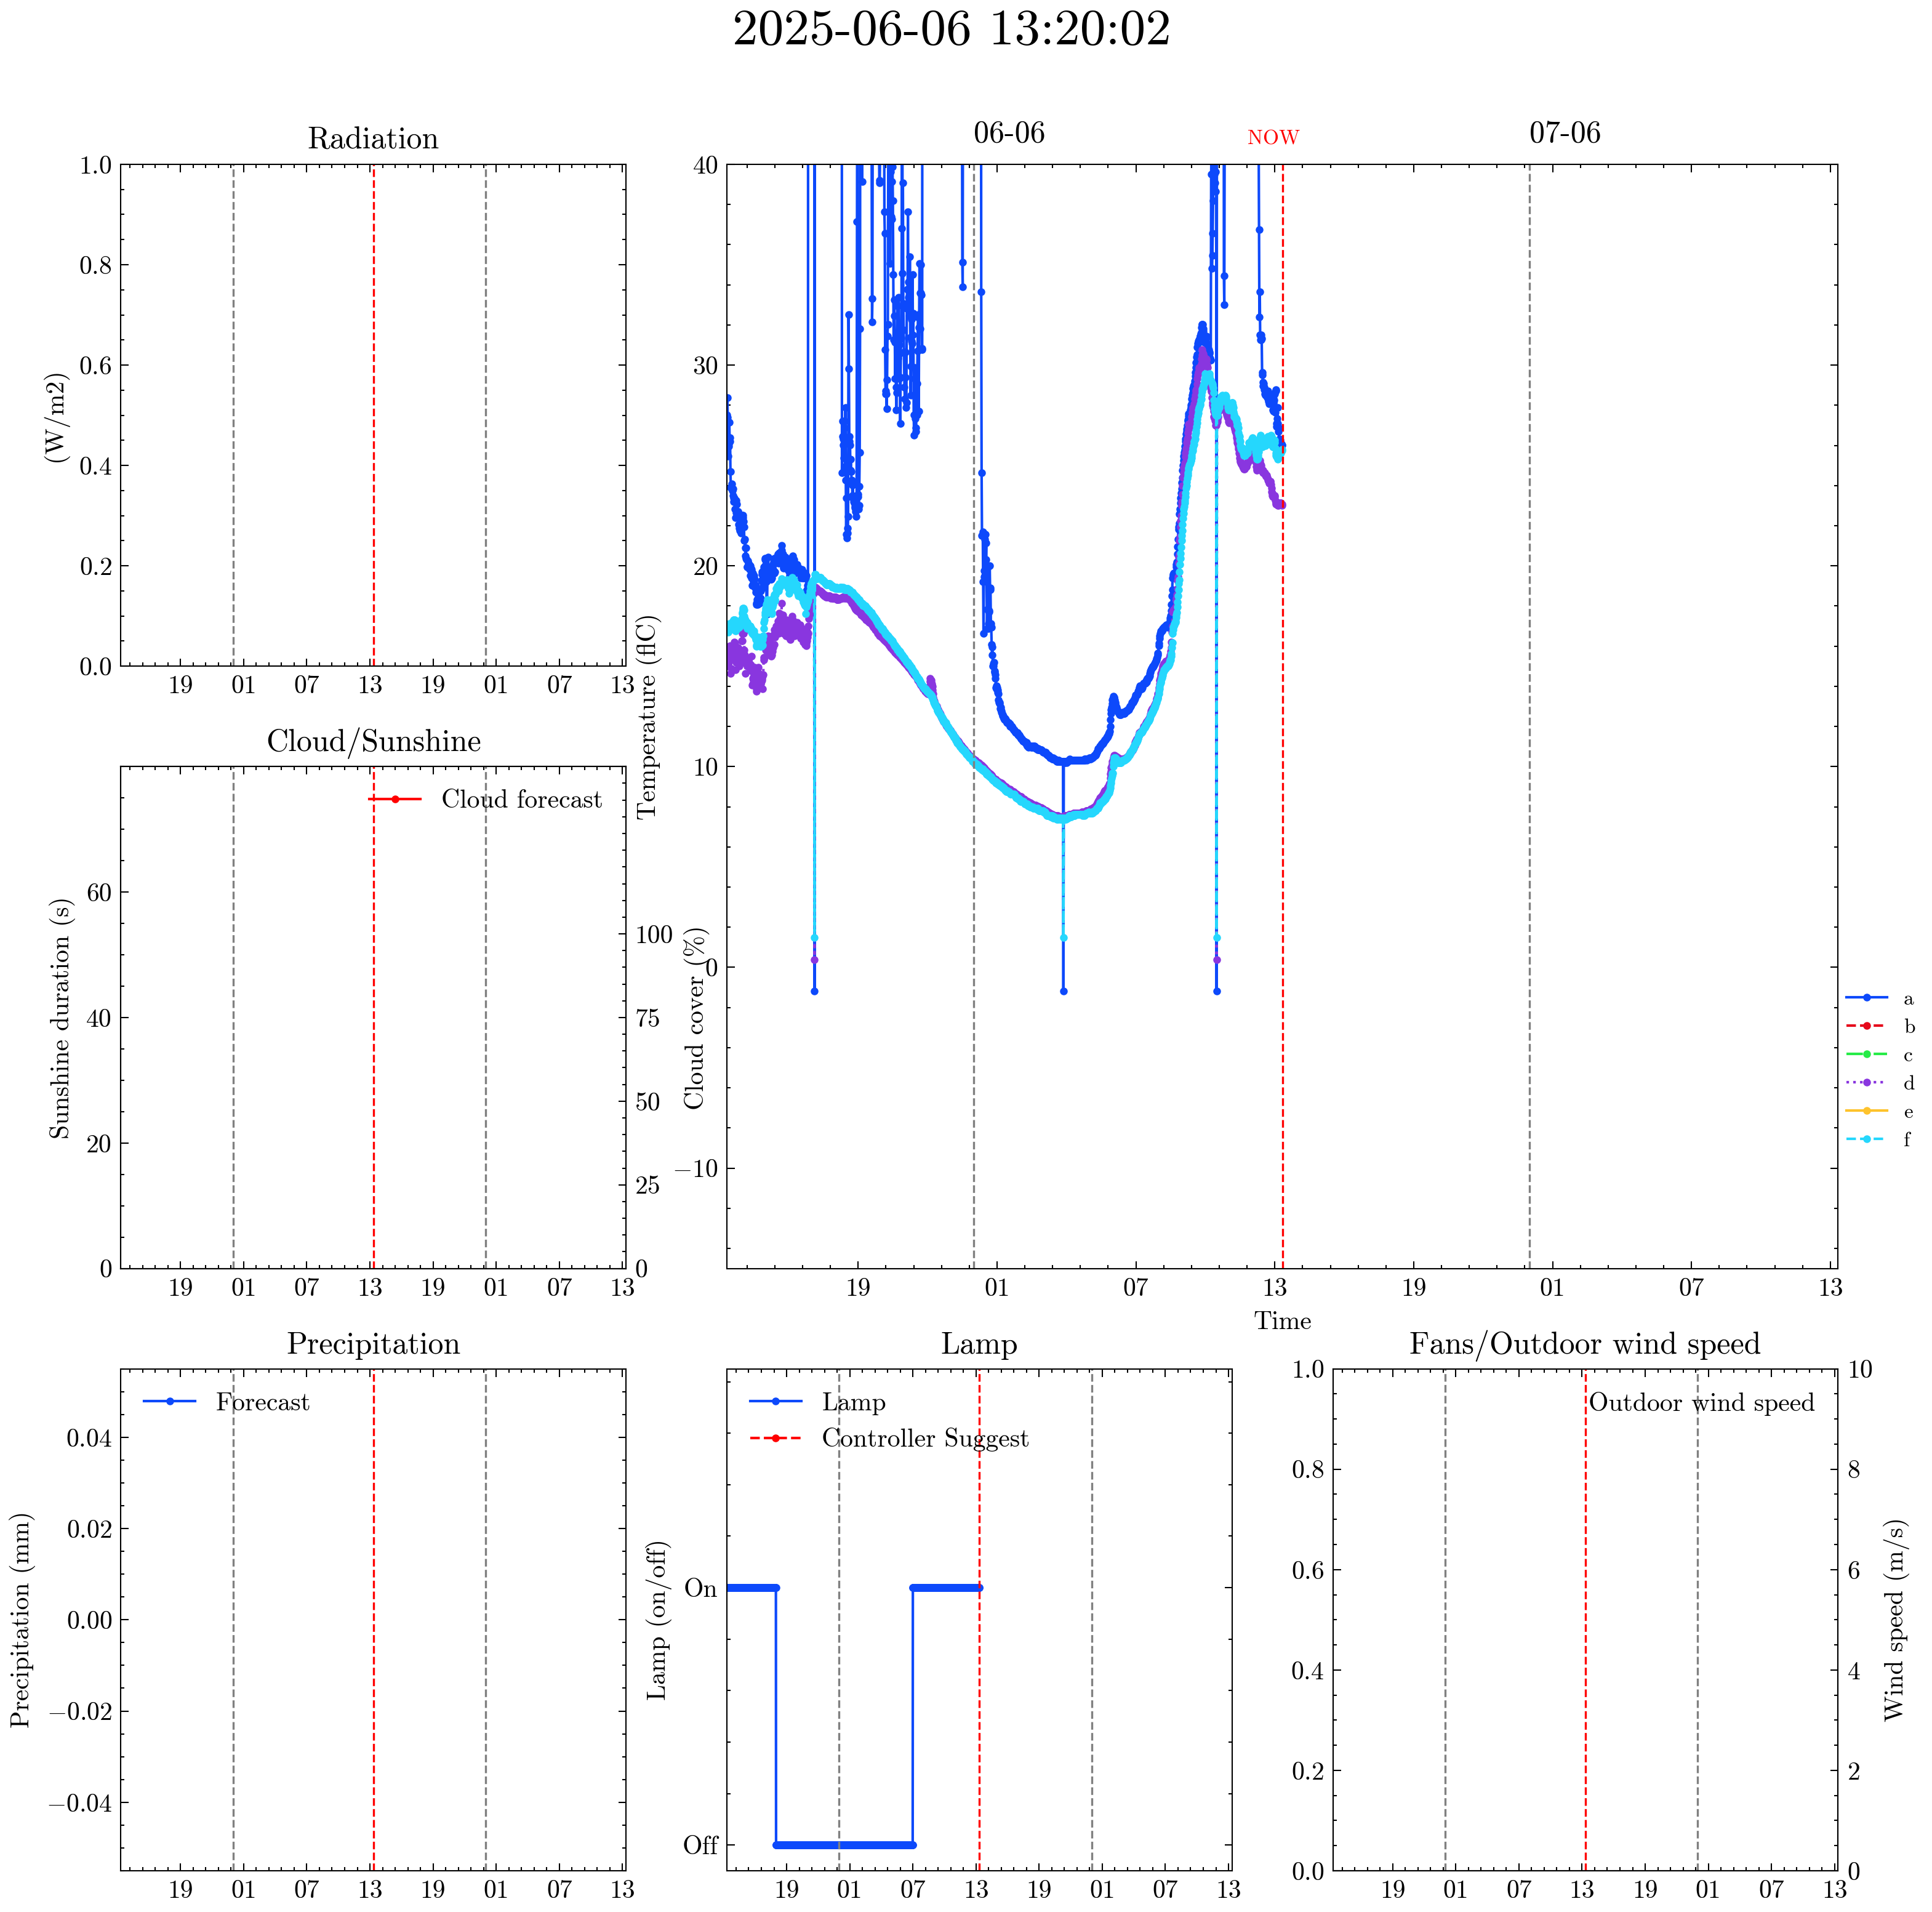 2025-06-06 13:20:02
Radiation
1.0
0.8
0.6
0.4
0.2
0.0
(W/m2)
19 01 07 13 19 01 07 13
06-06
NOW
07-06
40
30
20
10
0
−10
Temperature (flC)
19 01 07 13 19 01 07 13
Time
a
b
c
d
e
f
Cloud/Sunshine
Cloud forecast
60
40
20
0
Sunshine duration (s)
100
75
50
25
0
Cloud cover (%)
19 01 07 13 19 01 07 13
Precipitation
Forecast
0.04
0.02
0.00
−0.02
−0.04
Precipitation (mm)
19 01 07 13 19 01 07 13
Lamp
Lamp
Controller Suggest
On
Off
Lamp (on/off)
19 01 07 13 19 01 07 13
Fans/Outdoor wind speed
Outdoor wind speed
1.0
0.8
0.6
0.4
0.2
0.0
10
8
6
4
2
0
Wind speed (m/s)
19 01 07 13 19 01 07 13